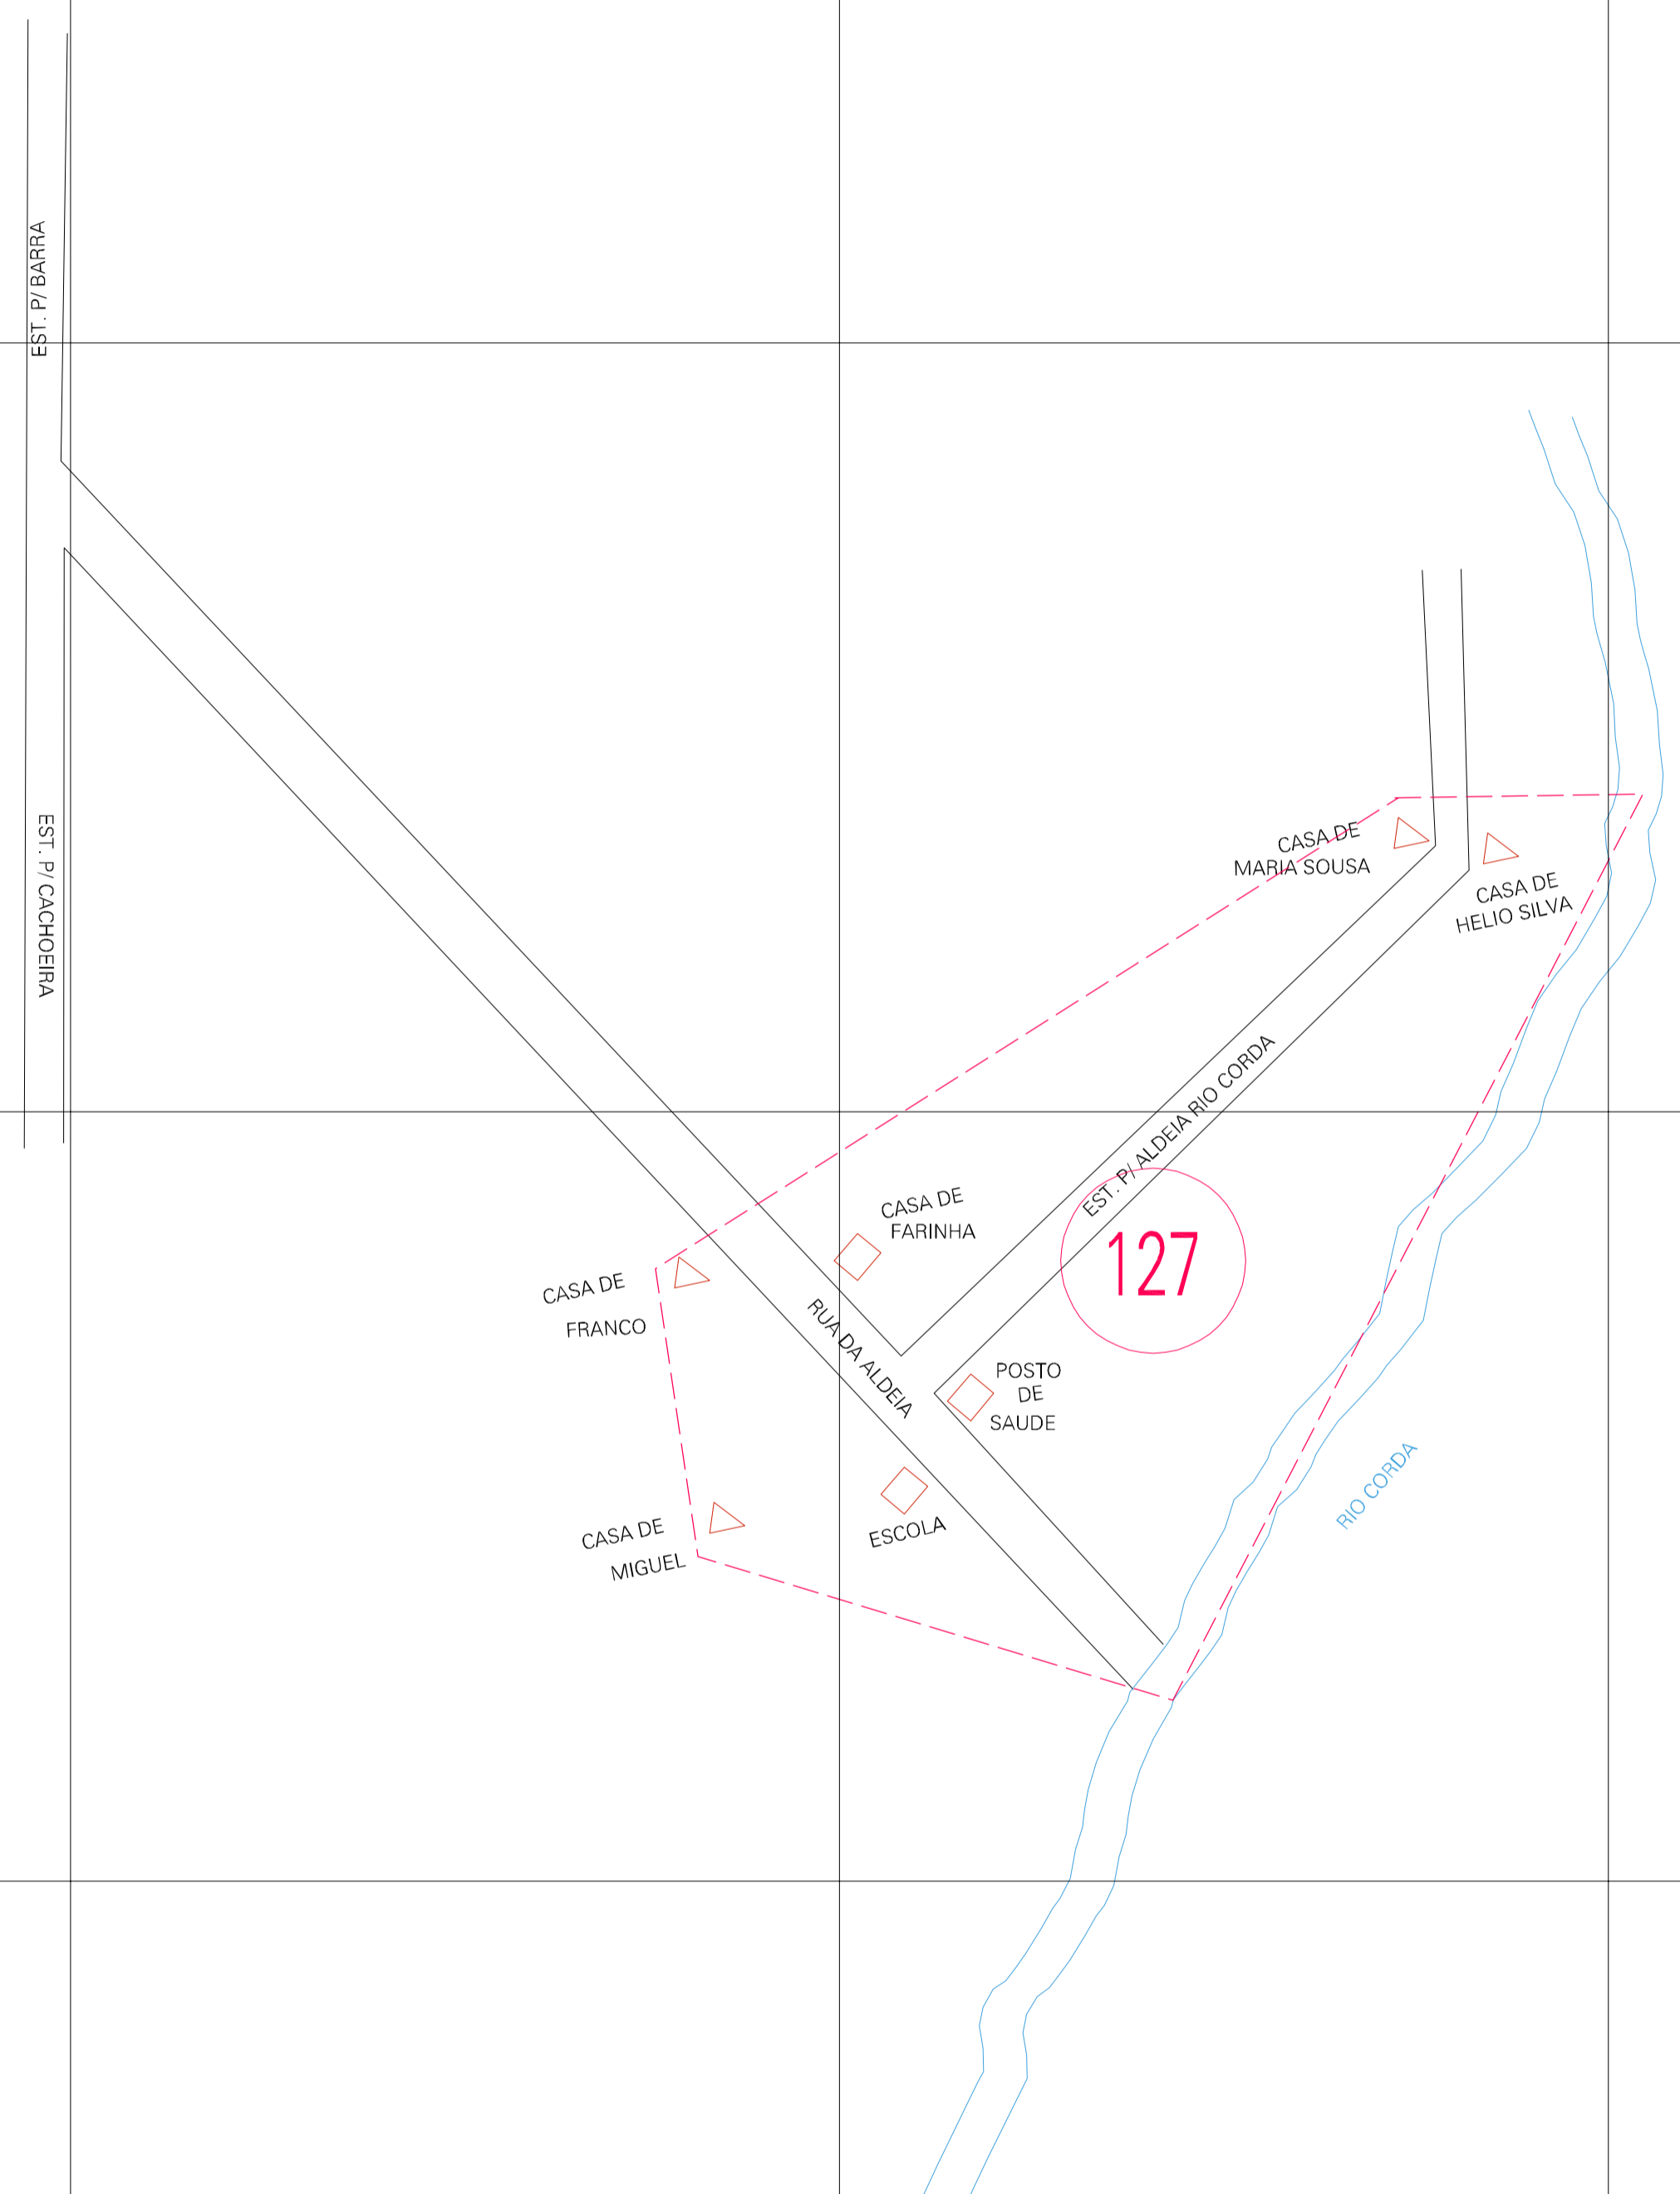 EST. P/ BARRA
EST. P/ CACHOEIRA
CASA DE
MARIA SOUSA
CASA DE
HELIO SILVA
EST. P/ ALDEIA RIO CORDA
CASA DE
FARINHA
127
CASA DE
FRANCO
RUA DA ALDEIA
POSTO
DE
SAUDE
RIO CORDA
ESCOLA
CASA DE
MIGUEL